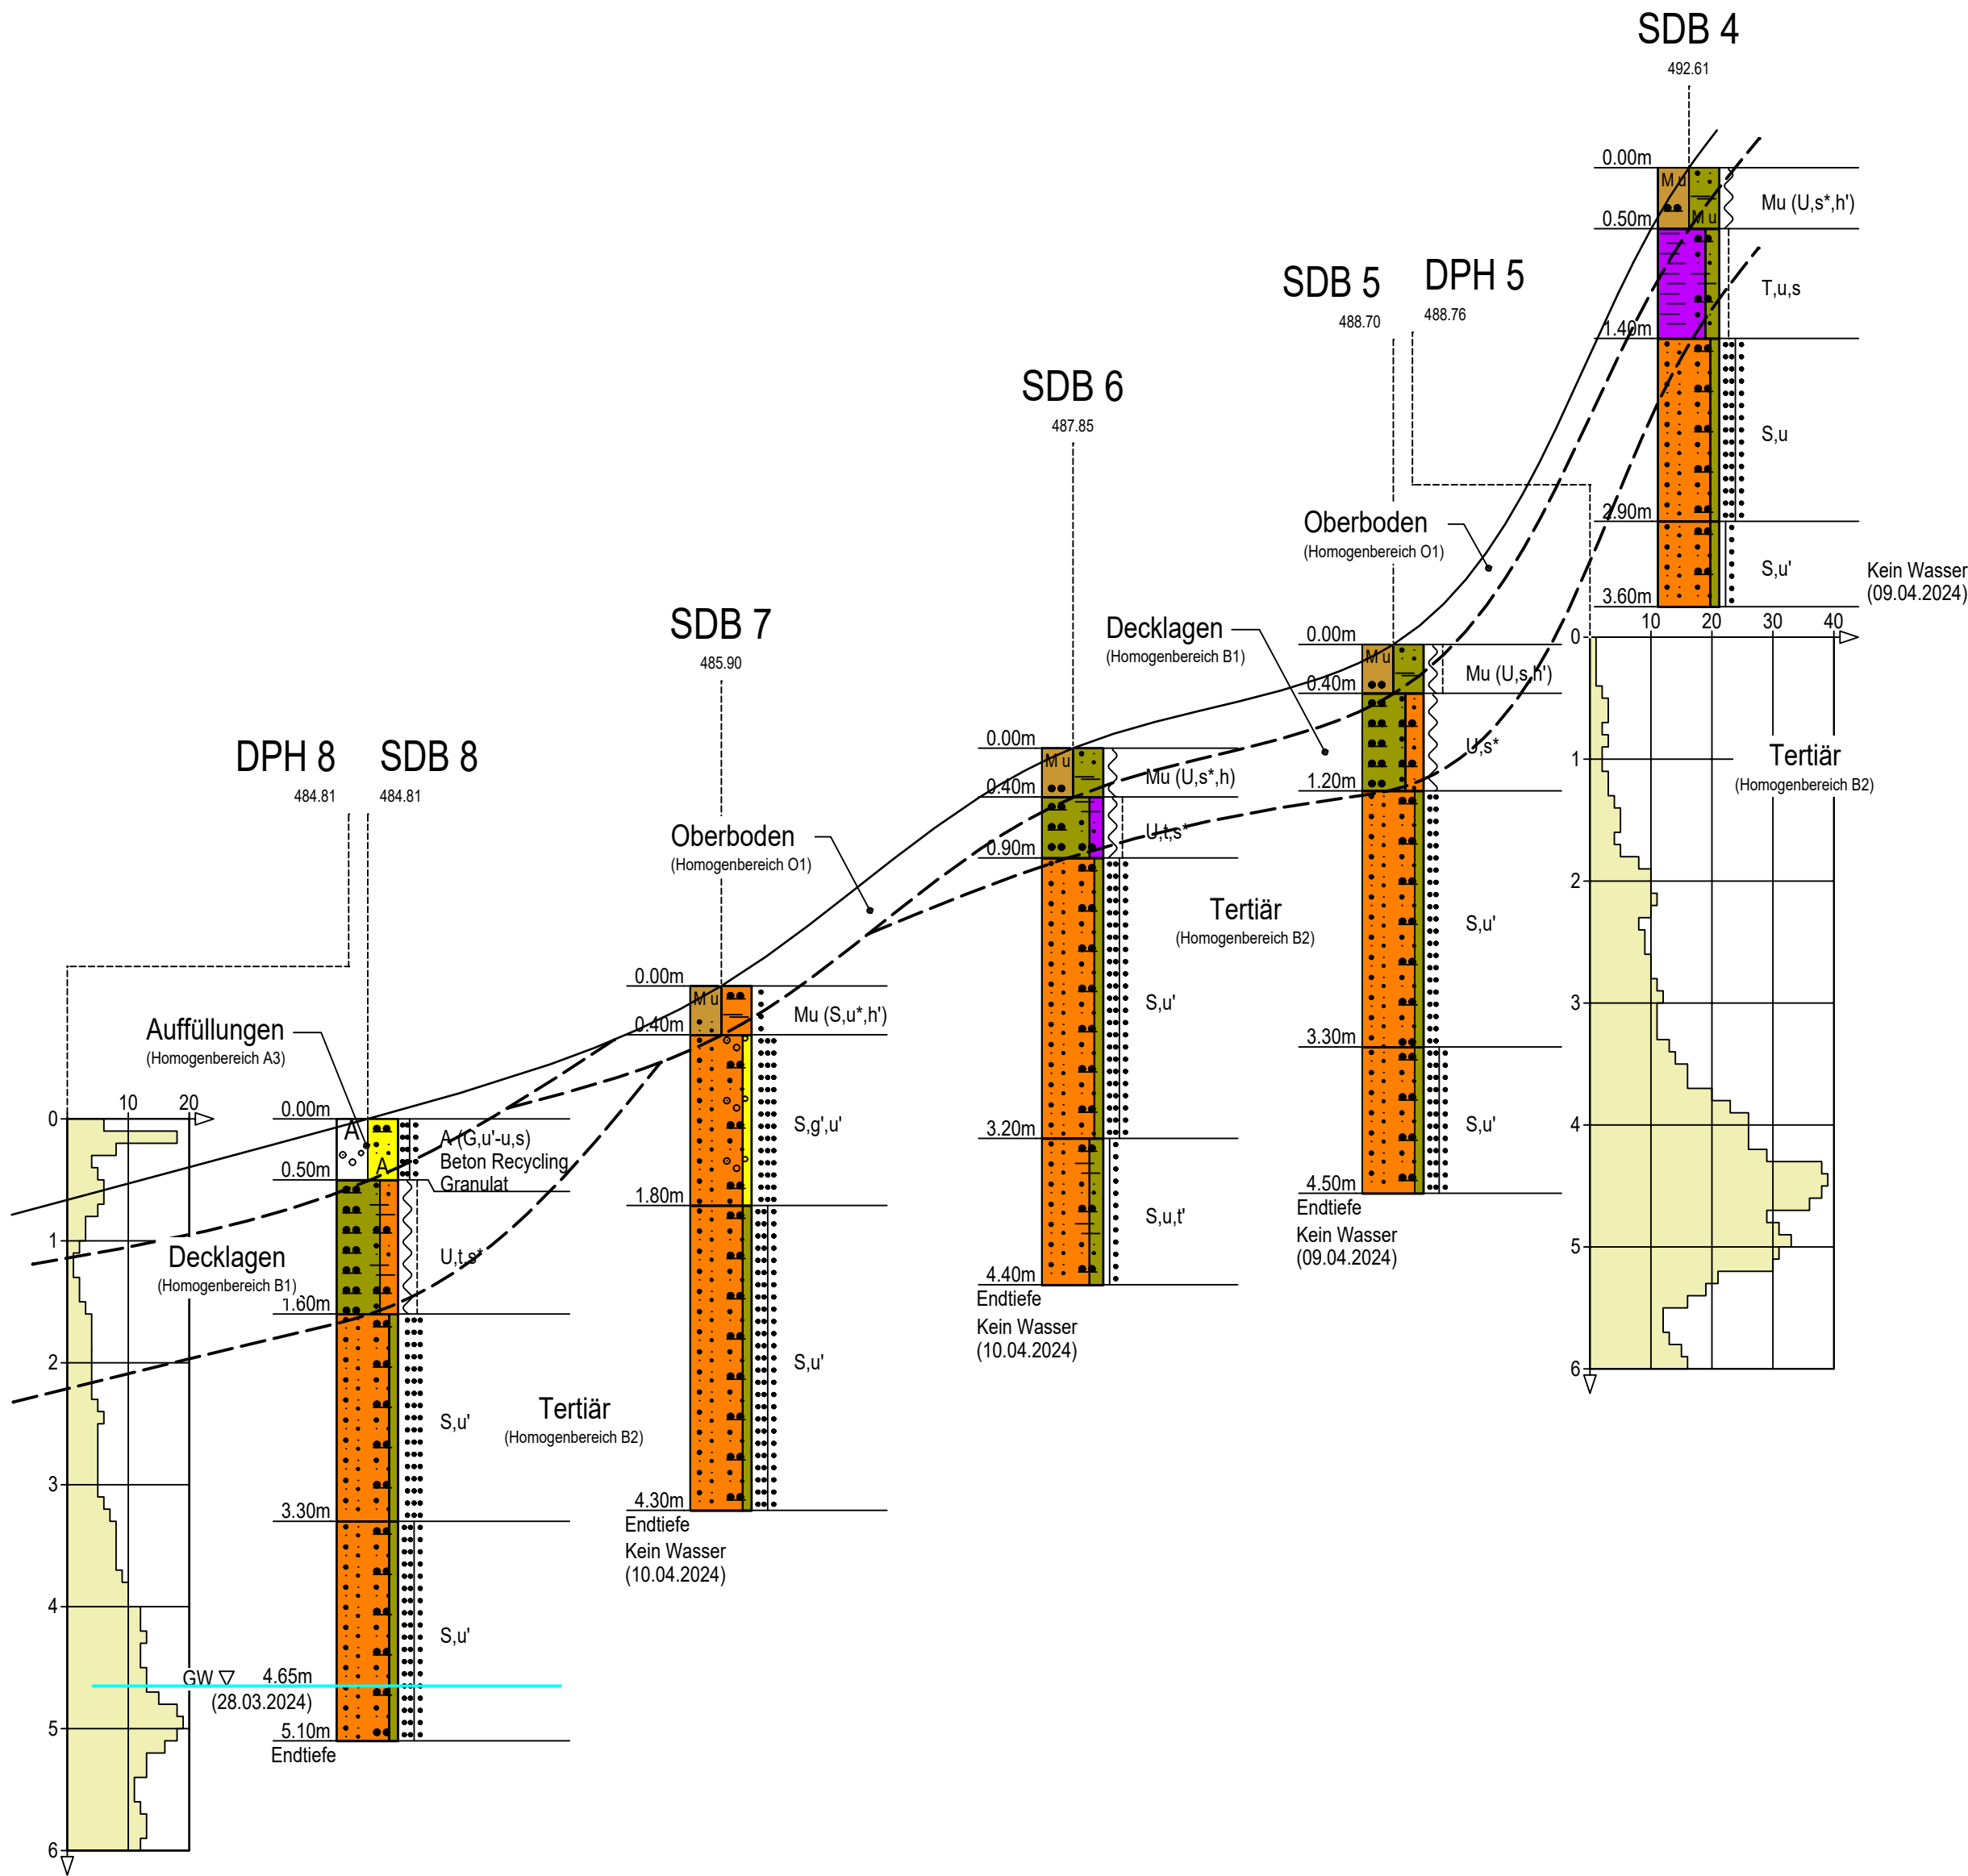 SDB 4
492.61
0.00m
Mu
Mu
Mu (U,s*,h')
0.50m
T,u,s
1.40m
S,u
2.90m
S,u'
3.60m
Kein Wasser
(09.04.2024)
SDB 5
488.70
DPH 5
488.76
Oberboden
(Homogenbereich O1)
0.00m
Mu
Mu (U,s,h')
0.40m
U,s*
1.20m
S,u'
3.30m
S,u'
4.50m
Endtiefe
Kein Wasser
(09.04.2024)
0 10 20 30 40
1
2
3
4
5
6
Tertiär
(Homogenbereich B2)
SDB 6
487.85
Decklagen
(Homogenbereich B1)
0.00m
Mu
Mu (U,s*,h)
0.40m
U,t,s*
0.90m
S,u'
3.20m
S,u,t'
4.40m
Endtiefe
Kein Wasser
(10.04.2024)
Tertiär
(Homogenbereich B2)
SDB 7
485.90
Oberboden
(Homogenbereich O1)
0.00m
Mu
Mu (S,u*,h')
0.40m
S,g',u'
1.80m
S,u'
4.30m
Endtiefe
Kein Wasser
(10.04.2024)
Tertiär
(Homogenbereich B2)
DPH 8
484.81
SDB 8
484.81
Auffüllungen
(Homogenbereich A3)
0 10 20
1
2
3
4
5
6
0.00m
A
A
A (G,u'-u,s)
Beton Recycling
Granulat
0.50m
Decklagen
(Homogenbereich B1)
U,t,s*
1.60m
S,u'
3.30m
S,u'
GW 4.65m
(28.03.2024)
5.10m
Endtiefe